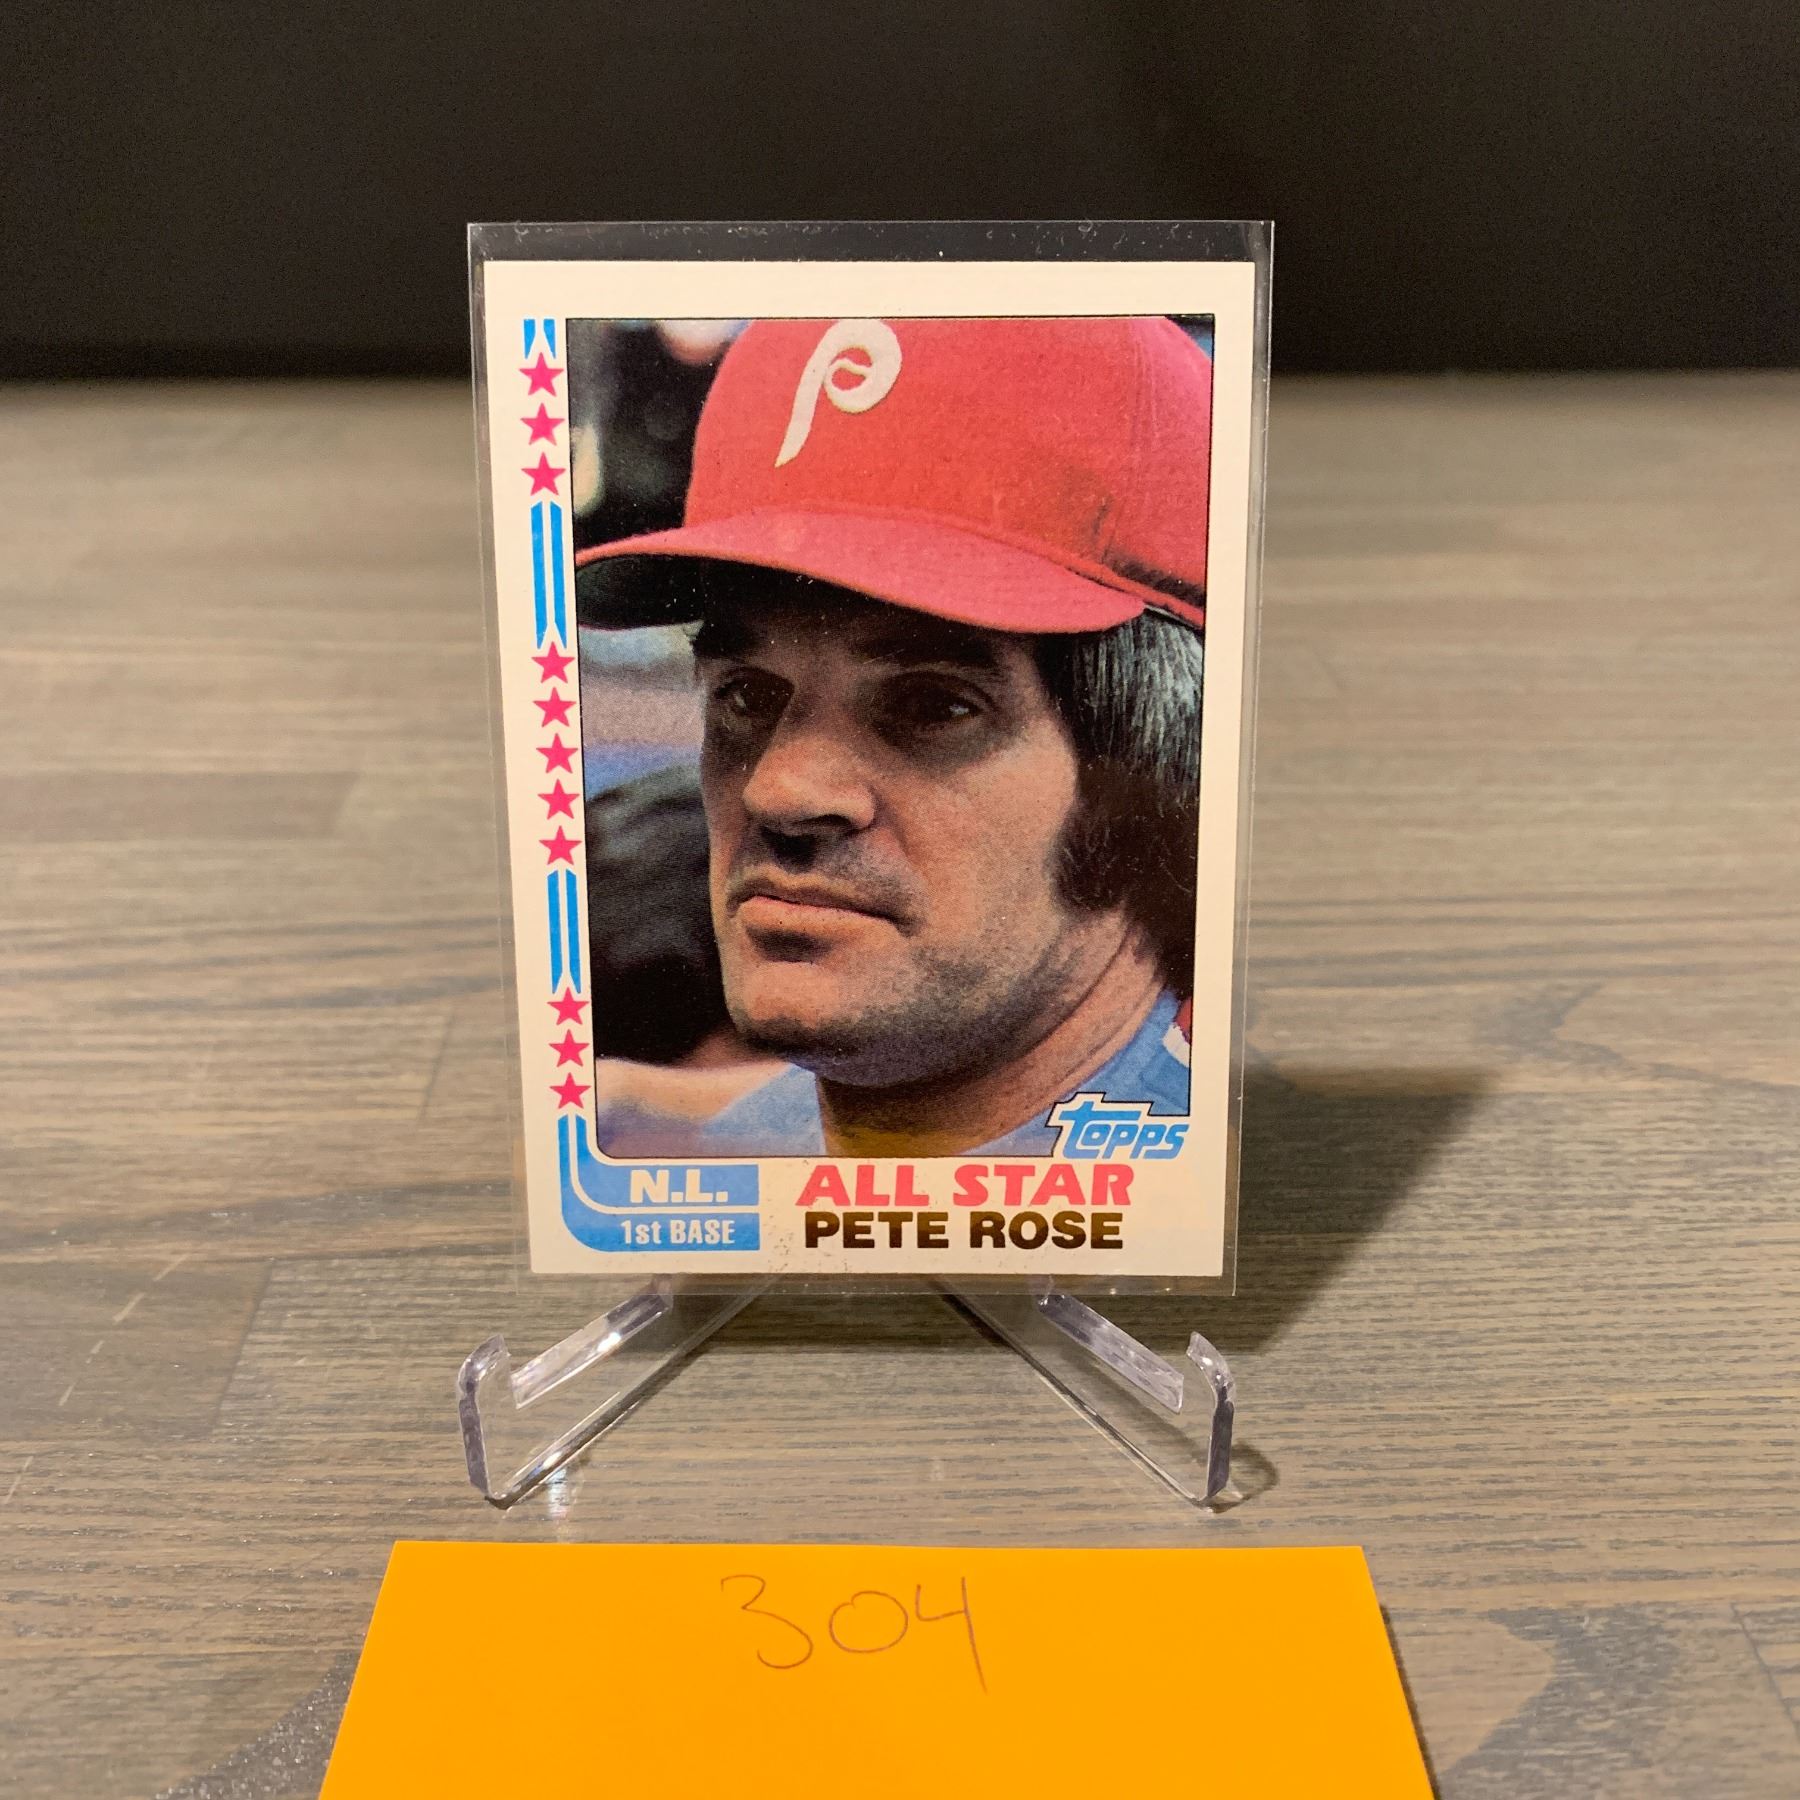 P
topps
N.L.
ALL STAR
1st BASE
PETE ROSE
304